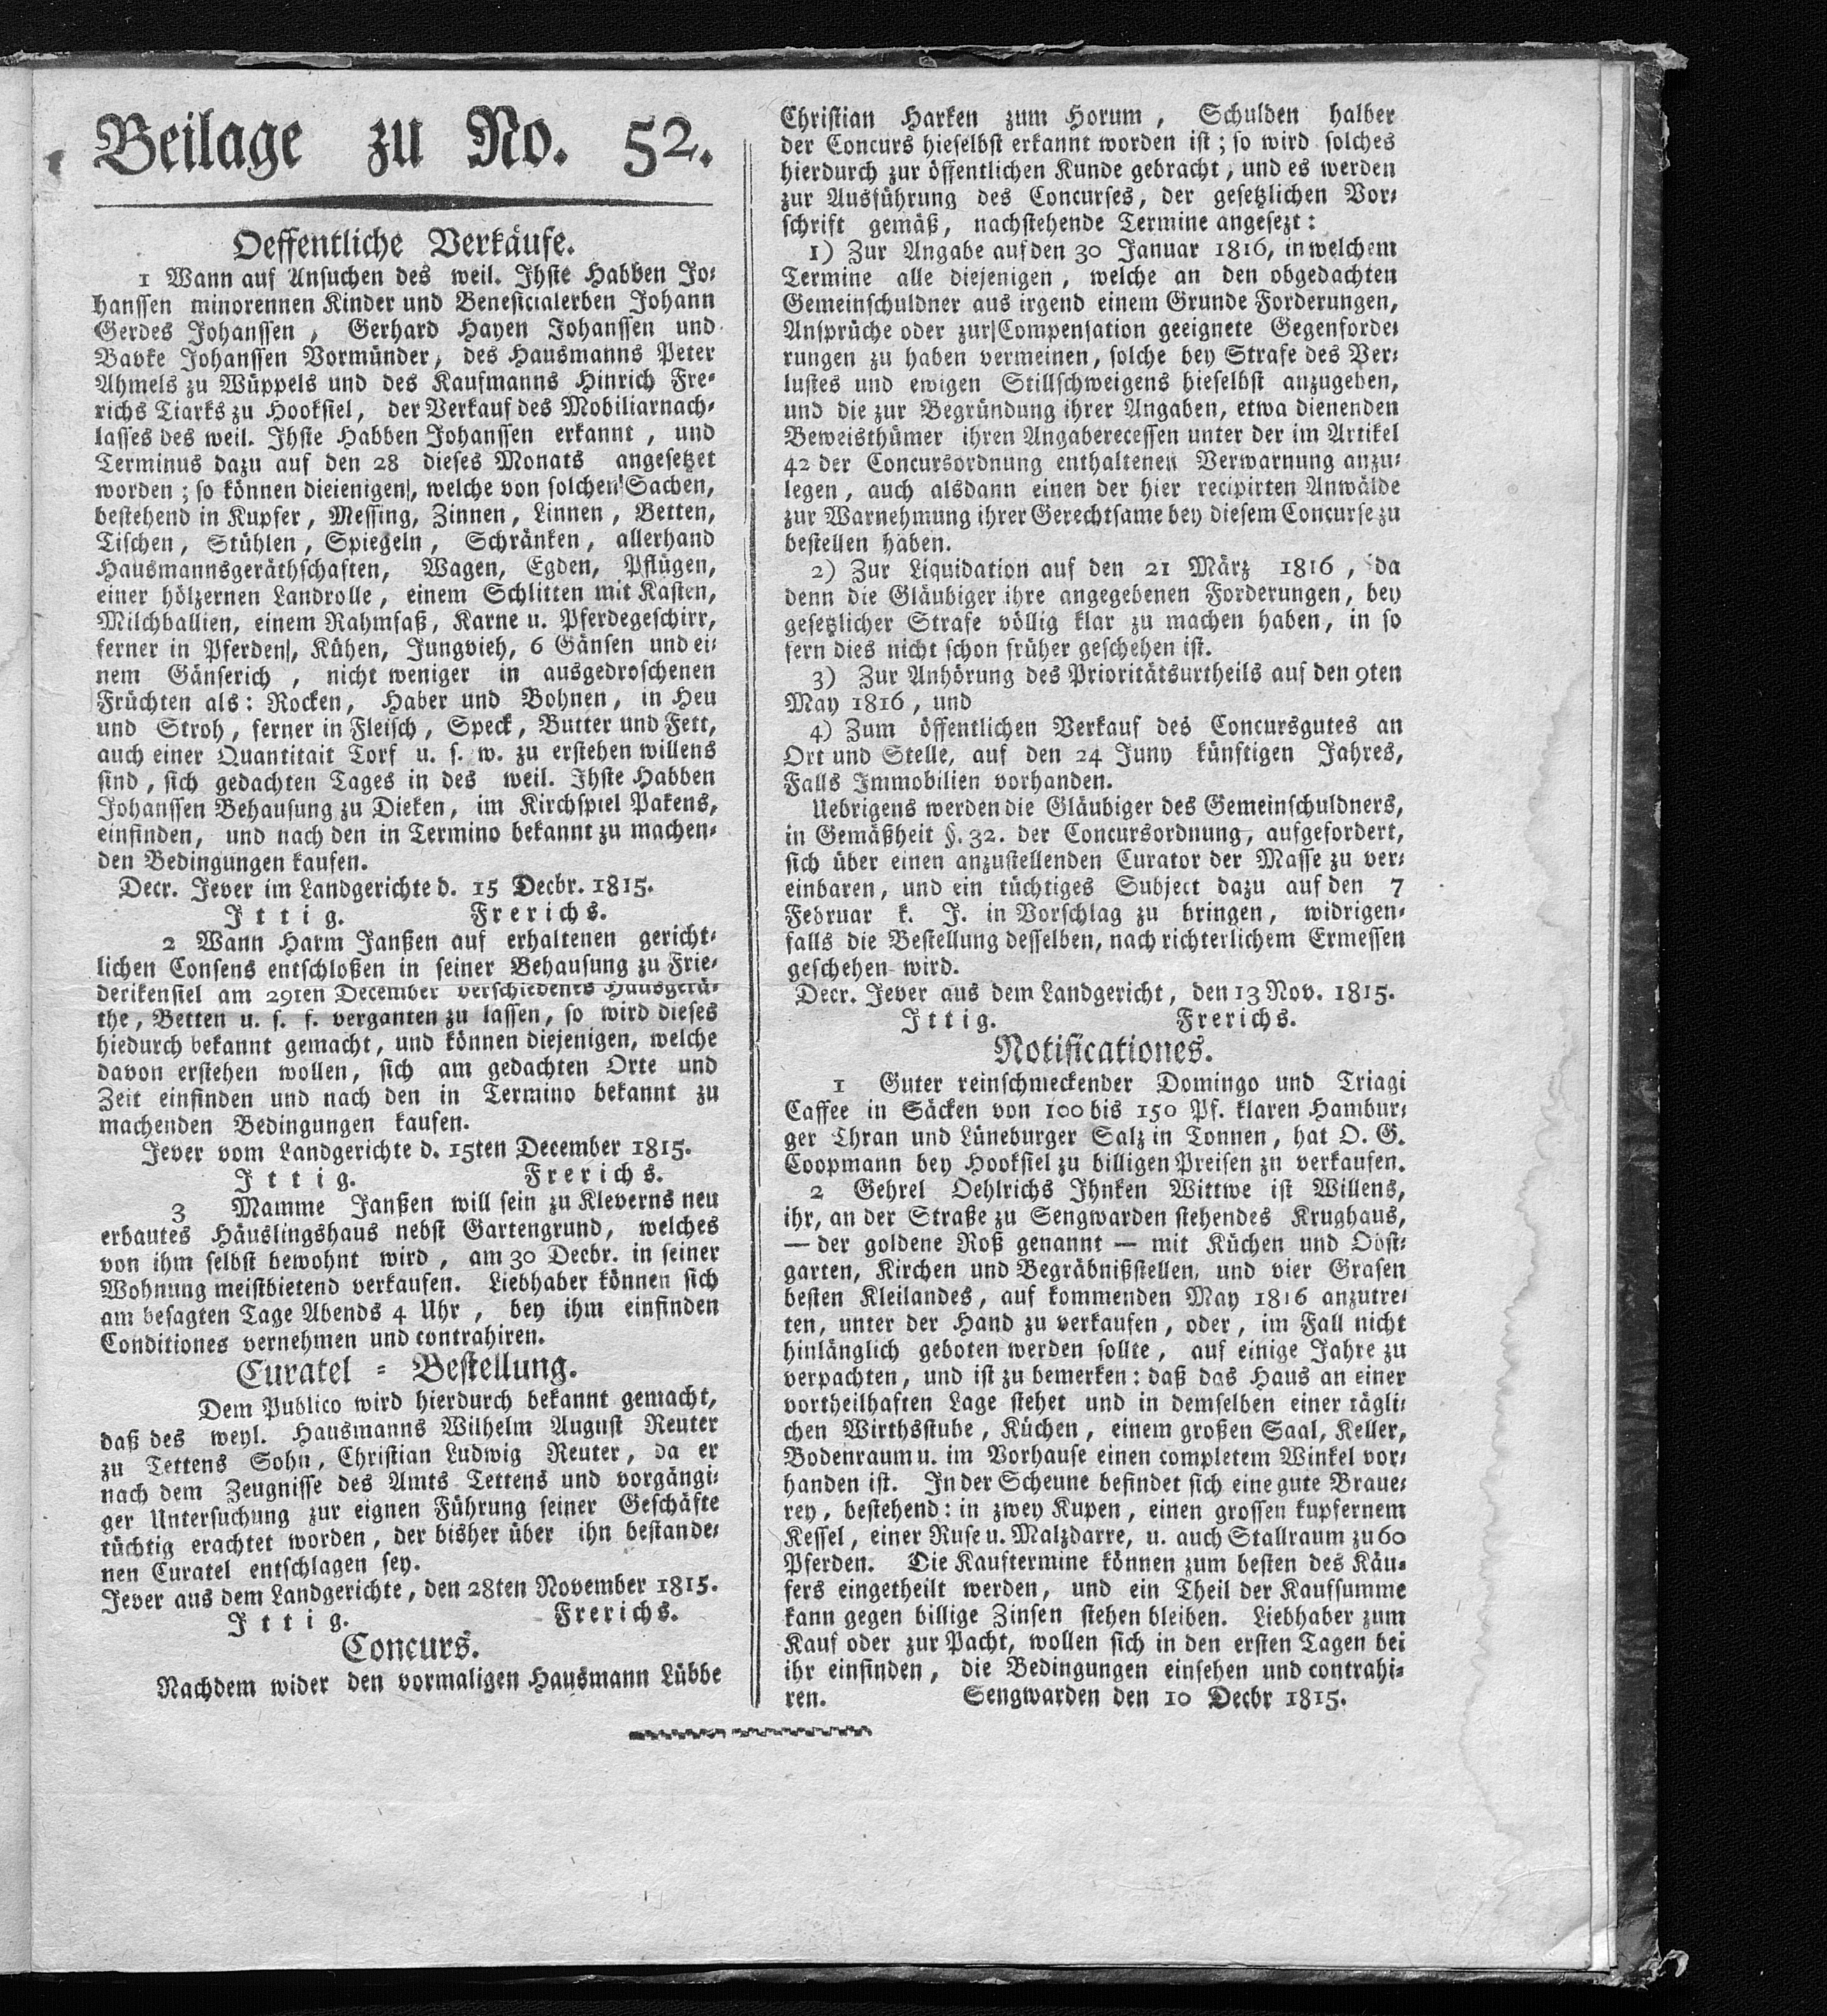 Beilage zu No. 52.
Oeffentliche Verkäufe.
1 Wann auf Ansuchen des weil. Ihste Habben Jo-
hanssen minorennen Kinder und Beneficialerben Johann
Gerdes Johanssen, Gerhard Hayen Johanssen und
Bavke Johanssen Vormünder, des Hausmanns Peter
Ahmels zu Wüppels und des Kaufmanns Hinrich Fre-
richs Tiarks zu Hooksiel, der Verkauf des Mobiliarnach-
lasses des weil. Ihste Habben Johanssen erkannt, und
Terminus dazu auf den 28 dieses Monats angesetzet
worden; so können dieienigen, welche von solchen Sachen,
bestehend in Kupfer, Messing, Zinnen, Linnen, Betten,
Tischen, Stühlen, Spiegeln, Schränken, allerhand
Hausmannsgeräthschaften, Wagen, Egden, Pflügen,
einer hölzernen Landrolle, einem Schlitten mit Kasten,
Milchballien, einem Rahmfaß, Karne u. Pferdegeschirr,
ferner in Pferden, Kühen, Jungvieh, 6 Gänsen und ei-
nem Gänserich, nicht weniger in ausgedroschenen
Früchten als: Rocken, Haber und Bohnen, in Heu
und Stroh, ferner in Fleisch, Speck, Butter und Fett,
auch einer Quantitait Torf u. s. w. zu erstehen willens
sind, sich gedachten Tages in des weil. Ihste Habben
Johanssen Behausung zu Dieken, im Kirchspiel Pakens,
einfinden, und nach den in Termino bekannt zu machen-
den Bedingungen kaufen.
Decr. Jever im Landgerichte d. 15 Decbr. 1815.
Ittig. Frerichs.
2 Wann Harm Janßen auf erhaltenen gericht-
lichen Consens entschloßen in seiner Behausung zu Frie-
derikensiel am 29ten December verschiedenes Hausgerä-
the, Betten u. s. f. verganten zu lassen, so wird dieses
hiedurch bekannt gemacht, und können diejenigen, welche
davon erstehen wollen, sich am gedachten Orte und
Zeit einfinden und nach den in Termino bekannt zu
machenden Bedingungen kaufen.
Jever vom Landgerichte d. 15ten December 1815.
Ittig. Frerichs.
3 Mamme Janßen will sein zu Kleverns neu
erbautes Häuslingshaus nebst Gartengrund, welches
von ihm selbst bewohnt wird, am 30 Decbr. in seiner
Wohnung meistbietend verkaufen. Liebhaber können sich
am besagten Tage Abends 4 Uhr, bey ihm einfinden
Conditiones vernehmen und contrahiren.
Curatel-Bestellung.
Dem Publico wird hierdurch bekannt gemacht,
daß des weyl. Hausmanns Wilhelm August Reuter
zu Tettens Sohn, Christian Ludwig Reuter, da er
nach dem Zeugnisse des Amts Tettens und vorgängi-
ger Untersuchung zur eignen Führung seiner Geschäfte
tüchtig erachtet worden, der bisher über ihn bestande-
nen Curatel entschlagen sey.
Jever aus dem Landgerichte, den 28ten November 1815.
Ittig. Frerichs.
Concurs.
Nachdem wider den vormaligen Hausmann Lübbe
Christian Harken zum Horum, Schulden halber
der Concurs hieselbst erkannt worden ist; so wird solches
hierdurch zur öffentlichen Kunde gebracht, und es werden
zur Ausführung des Concurses, der gesetzlichen Vor-
schrift gemäß, nachstehende Termine angesezt:
1) Zur Angabe auf den 30 Januar 1816, in welchem
Termine alle diejenigen, welche an den obgedachten
Gemeinschuldner aus irgend einem Grunde Forderungen,
Ansprüche oder zur Compensation geeignete Gegenforde-
rungen zu haben vermeinen, solche bey Strafe des Ver-
lustes und ewigen Stillschweigens hieselbst anzugeben,
und die zur Begründung ihrer Angaben, etwa dienenden
Beweisthümer ihren Angaberecessen unter der im Artikel
42 der Concursordnung enthaltenen Verwarnung anzu-
legen, auch alsdann einen der hier recipirten Anwälde
zur Warnehmung ihrer Gerechtsame bey diesem Concurse zu
bestellen haben.
2) Zur Liquidation auf den 21 März 1816, da
denn die Gläubiger ihre angegebenen Forderungen, bey
gesetzlicher Strafe völlig klar zu machen haben, in so
fern dies nicht schon früher geschehen ist.
3) Zur Anhörung des Prioritätsurtheils auf den 9ten
May 1816, und
4) Zum öffentlichen Verkauf des Concursgutes an
Ort und Stelle, auf den 24 Juny künftigen Jahres,
Falls Immobilien vorhanden.
Uebrigens werden die Gläubiger des Gemeinschuldners,
in Gemäßheit §. 32. der Concursordnung, aufgefordert,
sich über einen anzustellenden Curator der Masse zu ver-
einbaren, und ein tüchtiges Subject dazu auf den 7
Februar k. J. in Vorschlag zu bringen, widrigen-
falls die Bestellung desselben, nach richterlichem Ermessen
geschehen wird.
Decr. Jever aus dem Landgericht, den 13 Nov. 1815.
Ittig. Frerichs.
Notificationes.
1 Guter reinschmeckender Domingo und Triagi
Caffee in Säcken von 100 bis 150 Pf. klaren Hambur-
ger Thran und Lüneburger Salz in Tonnen, hat O. G.
Coopmann bey Hooksiel zu billigen Preisen zu verkaufen.
2 Gehrel Oehlrichs Ihnken Wittwe ist Willens,
ihr, an der Straße zu Sengwarden stehendes Krughaus,
— der goldene Roß genannt — mit Küchen und Obst-
garten, Kirchen und Begräbnißstellen, und vier Grasen
besten Kleilandes, auf kommenden May 1816 anzutre-
ten, unter der Hand zu verkaufen, oder, im Fall nicht
hinlänglich geboten werden sollte, auf einige Jahre zu
verpachten, und ist zu bemerken: daß das Haus an einer
vortheilhaften Lage stehet und in demselben einer tägli-
chen Wirthsstube, Küchen, einem großen Saal, Keller,
Bodenraum u. im Vorhause einen completem Winkel vor-
handen ist. In der Scheune befindet sich eine gute Braue-
rey, bestehend: in zwey Kupen, einen grossen kupfernem
Kessel, einer Rufe u. Malzdarre, u. auch Stallraum zu 60
Pferden. Die Kauftermine können zum besten des Käu-
fers eingetheilt werden, und ein Theil der Kaufsumme
kann gegen billige Zinsen stehen bleiben. Liebhaber zum
Kauf oder zur Pacht, wollen sich in den ersten Tagen bei
ihr einfinden, die Bedingungen einsehen und contrahi-
ren. Sengwarden den 10 Decbr 1815.